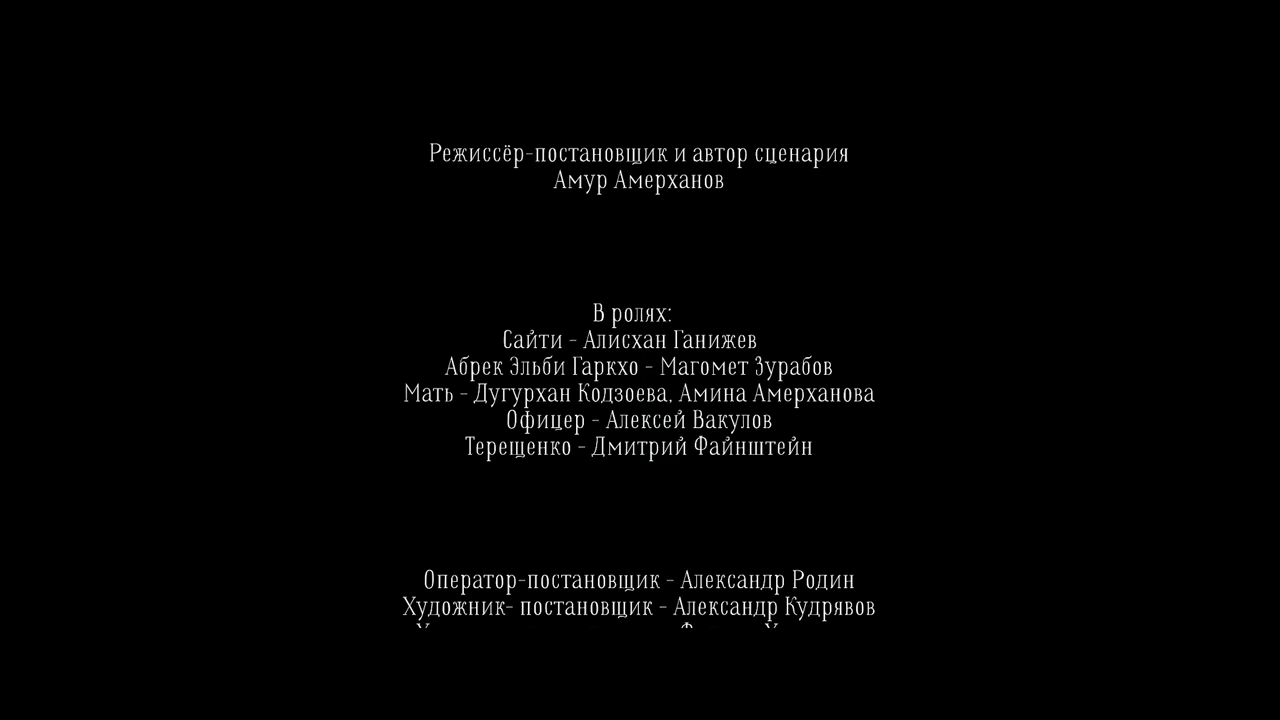 Режиссёр-постановщик и автор сценария
Амур Амерханов
В ролях:
Сайти - Алисхан Ганижев
Абрек Эльби Гаркхо - Магомет Зурабов
Мать - Дугурхан Кодзоева, Амина Амерханова
Офицер - Алексей Вакулов
Терещенко - Дмитрий Файнштейн
Оператор-постановщик - Александр Родин
Художник- постановщик - Александр Кудрявов